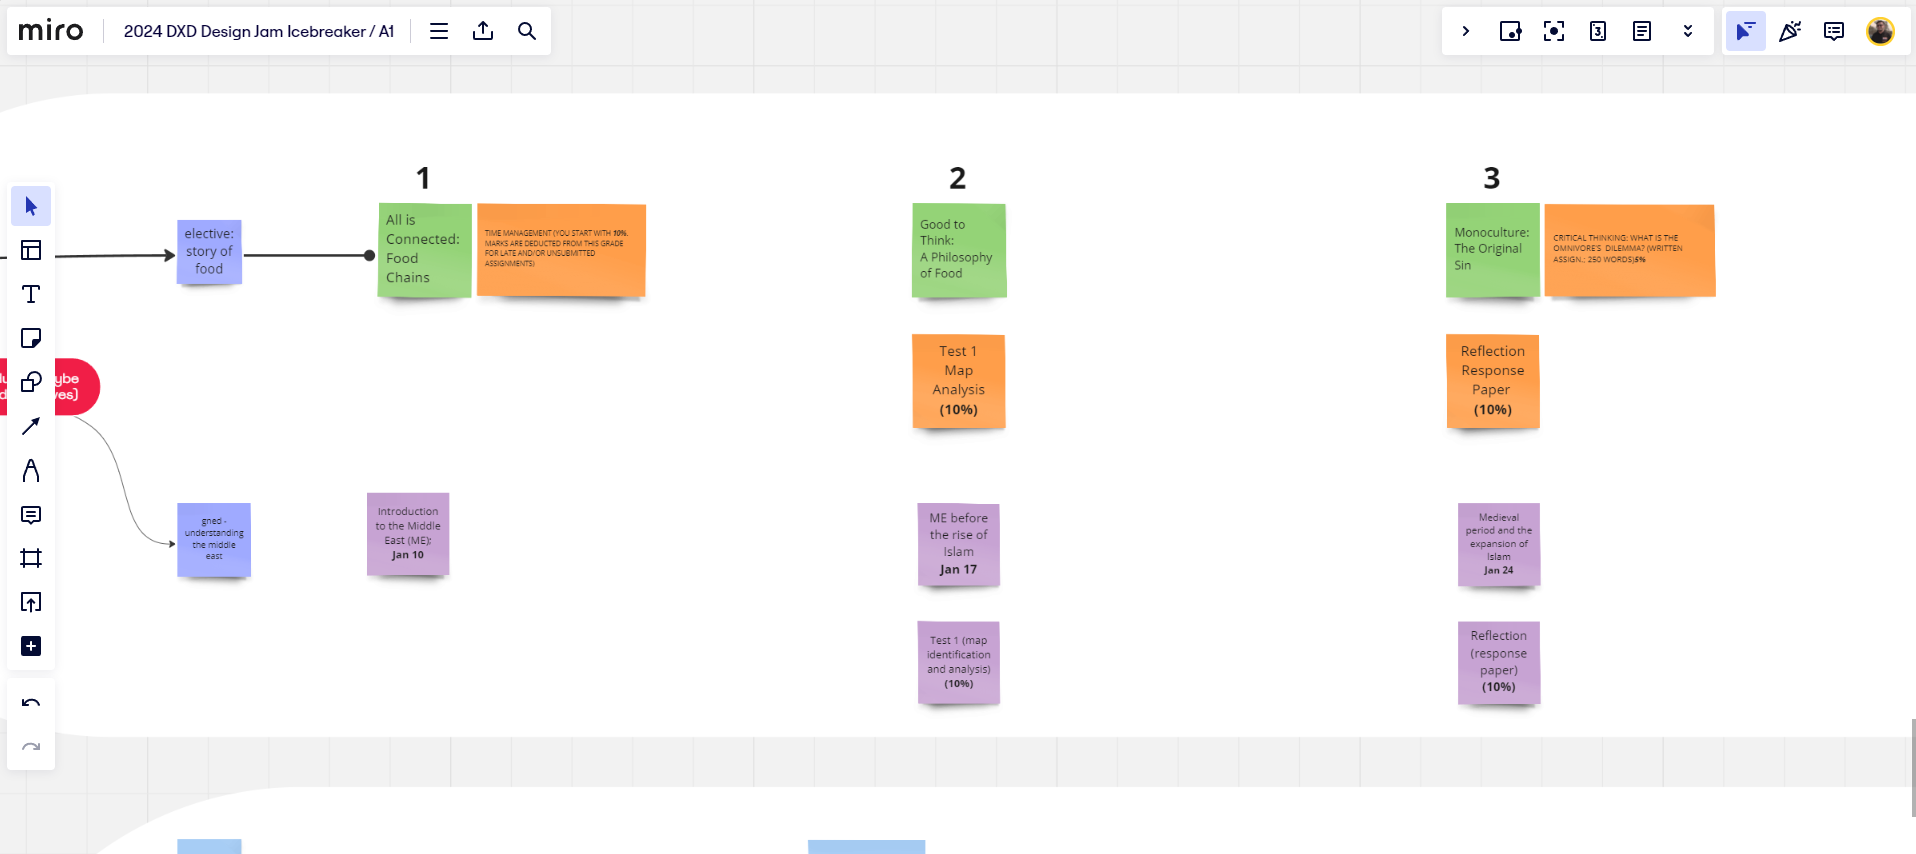 miro
2024 DXD Design Jam Icebreaker / A1
3
1
2
3
elective:
story of
food
All is
Connected:
Food
Chains
TIME MANAGEMENT (YOU START WITH 10%.
MARKS ARE DEDUCTED FROM THIS GRADE
FOR LATE AND/OR UNSUBMITTED
ASSIGNMENTS)
Good to
Think:
A Philosophy
of Food
Monoculture:
The Original
Sin
CRITICAL THINKING: WHAT IS THE
OMNIVORE'S DILEMMA? (WRITTEN
ASSIGN.; 250 WORDS)5%
Test 1
Map
Analysis
(10%)
Reflection
Response
Paper
(10%)
gned -
understanding
the middle
east
Introduction
to the Middle
East (ME);
Jan 10
ME before
the rise of
Islam
Jan 17
Medieval
period and the
expansion of
Islam
Jan 24
Test 1 (map
identification
and analysis)
(10%)
Reflection
(response
paper)
(10%)